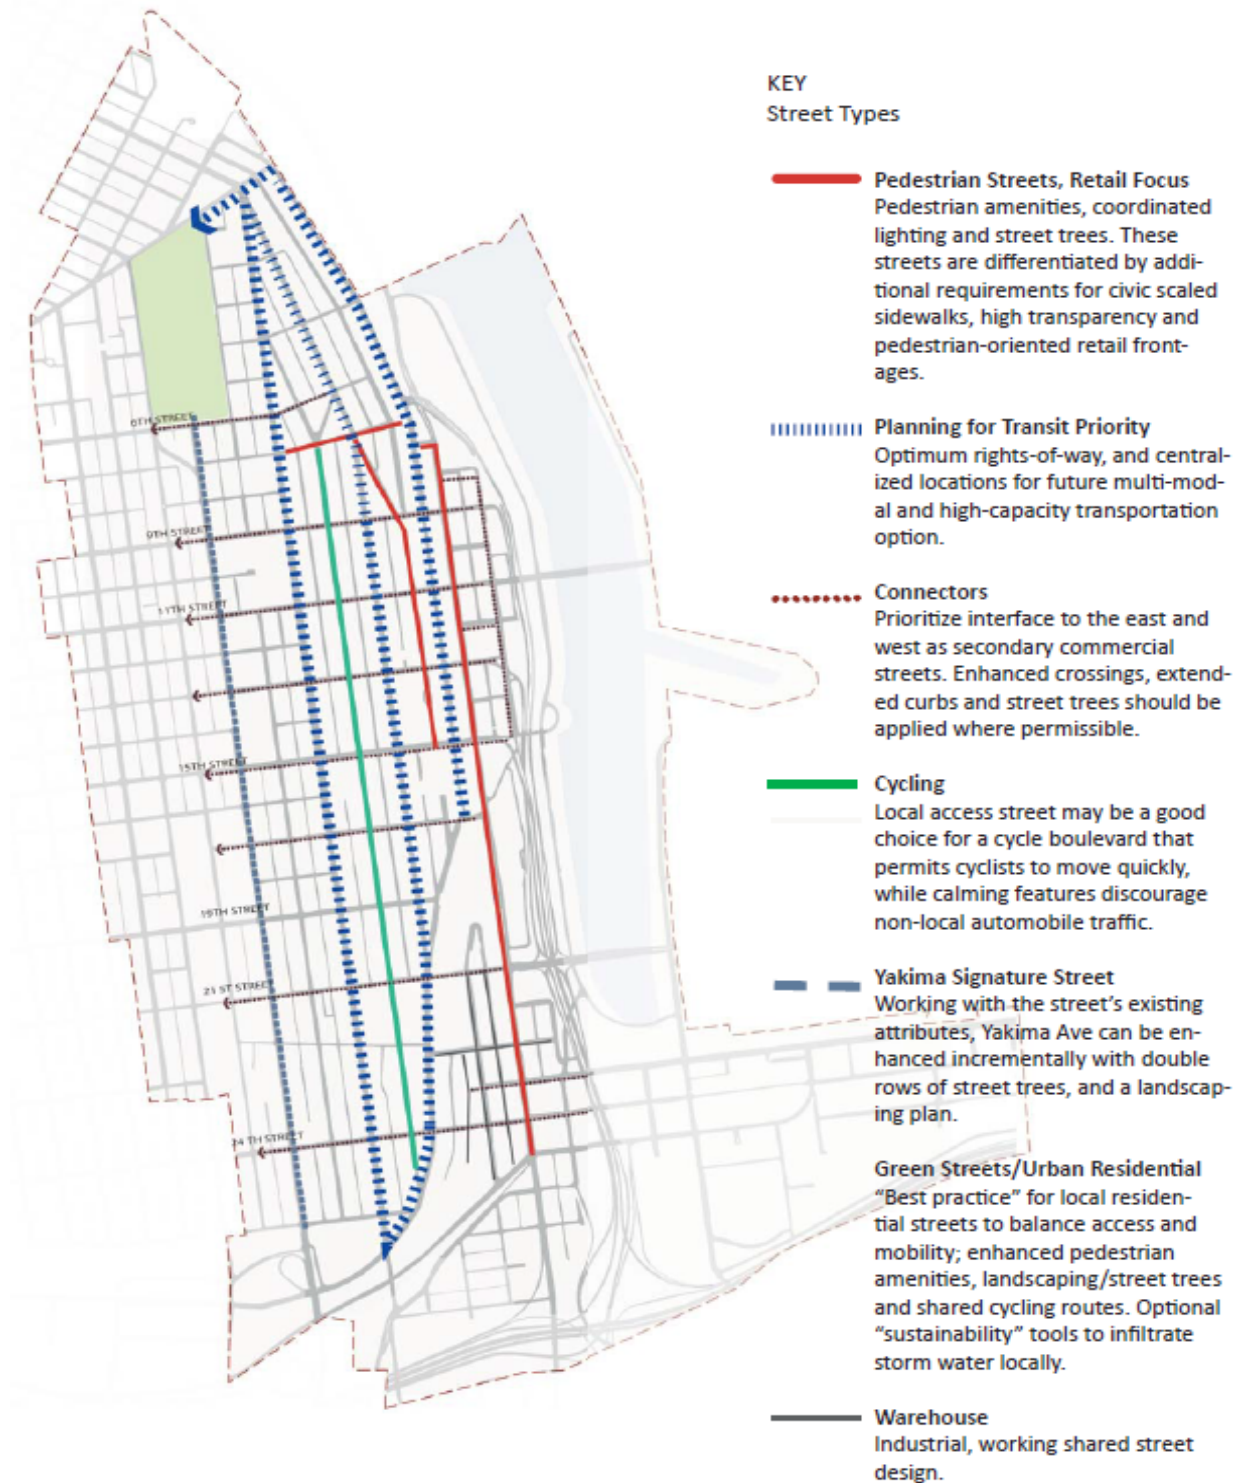 KEY
Street Types
Pedestrian Streets, Retail Focus
Pedestrian amenities, coordinated
lighting and street trees. These
streets are differentiated by addi-
tional requirements for civic scaled
sidewalks, high transparency and
pedestrian-oriented retail front-
ages.
Planning for Transit Priority
Optimum rights-of-way, and central-
ized locations for future multi-mod-
al and high-capacity transportation
option.
Connectors
Prioritize interface to the east and
west as secondary commercial
streets. Enhanced crossings, extend-
ed curbs and street trees should be
applied where permissible.
Cycling
Local access street may be a good
choice for a cycle boulevard that
permits cyclists to move quickly,
while calming features discourage
non-local automobile traffic.
Yakima Signature Street
Working with the street's existing
attributes, Yakima Ave can be en-
hanced incrementally with double
rows of street trees, and a landscap-
ing plan.
Green Streets/Urban Residential
“Best practice” for local residen-
tial streets to balance access and
mobility; enhanced pedestrian
amenities, landscaping/street trees
and shared cycling routes. Optional
“sustainability” tools to infiltrate
storm water locally.
Warehouse
Industrial, working shared street
design.
6TH STREET
9TH STREET
11TH STREET
15TH STREET
19TH STREET
21 ST STREET
24 TH STREET